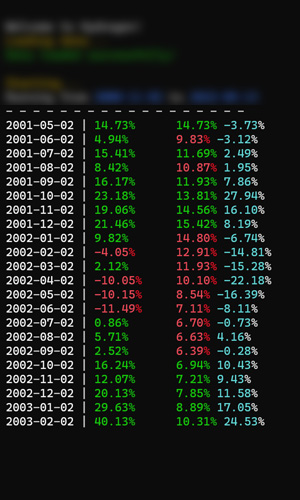 2001-05-02 | 14.73% 14.73% -3.73%
2001-06-02 | 4.94% 9.83% -3.12%
2001-07-02 | 15.41% 11.69% 2.49%
2001-08-02 | 8.42% 10.87% 1.95%
2001-09-02 | 16.17% 11.93% 7.86%
2001-10-02 | 23.18% 13.81% 27.94%
2001-11-02 | 19.06% 14.56% 16.10%
2001-12-02 | 21.46% 15.42% 8.19%
2002-01-02 | 9.82% 14.80% -6.74%
2002-02-02 | -4.05% 12.91% -14.81%
2002-03-02 | 2.12% 11.93% -15.28%
2002-04-02 | -10.05% 10.10% -22.18%
2002-05-02 | -10.15% 8.54% -16.39%
2002-06-02 | -11.49% 7.11% -8.11%
2002-07-02 | 0.86% 6.70% -0.73%
2002-08-02 | 5.71% 6.63% 4.16%
2002-09-02 | 2.52% 6.39% -0.28%
2002-10-02 | 16.24% 6.94% 10.43%
2002-11-02 | 12.07% 7.21% 9.43%
2002-12-02 | 20.13% 7.85% 11.58%
2003-01-02 | 29.63% 8.89% 17.05%
2003-02-02 | 40.13% 10.31% 24.53%